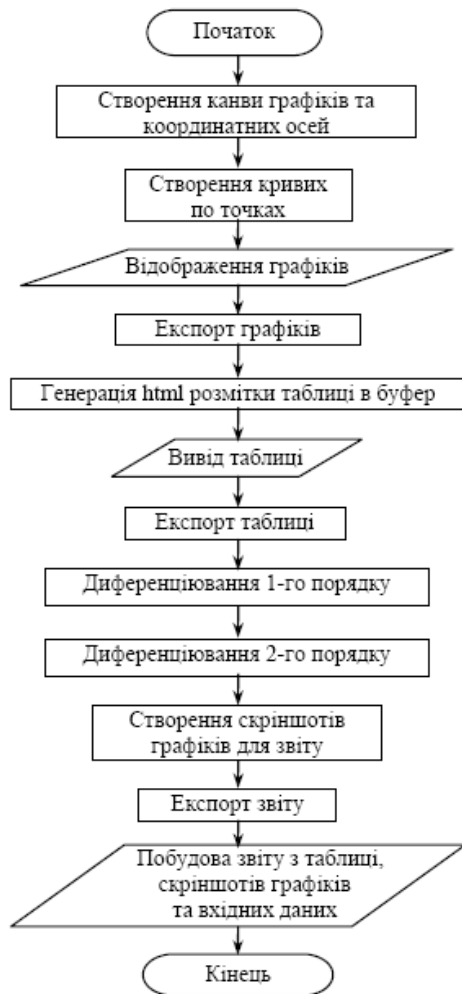 Початок
Створення канви графіків та
координатних осей
Створення кривих
по точках
Відображення графіків
Експорт графіків
Генерація html розмітки таблиці в буфер
Вивід таблиці
Експорт таблиці
Диференціювання 1-го порядку
Диференціювання 2-го порядку
Створення скріншотів
графіків для звіту
Експорт звіту
Побудова звіту з таблиці,
скріншотів графіків
та вхідних даних
Кінець